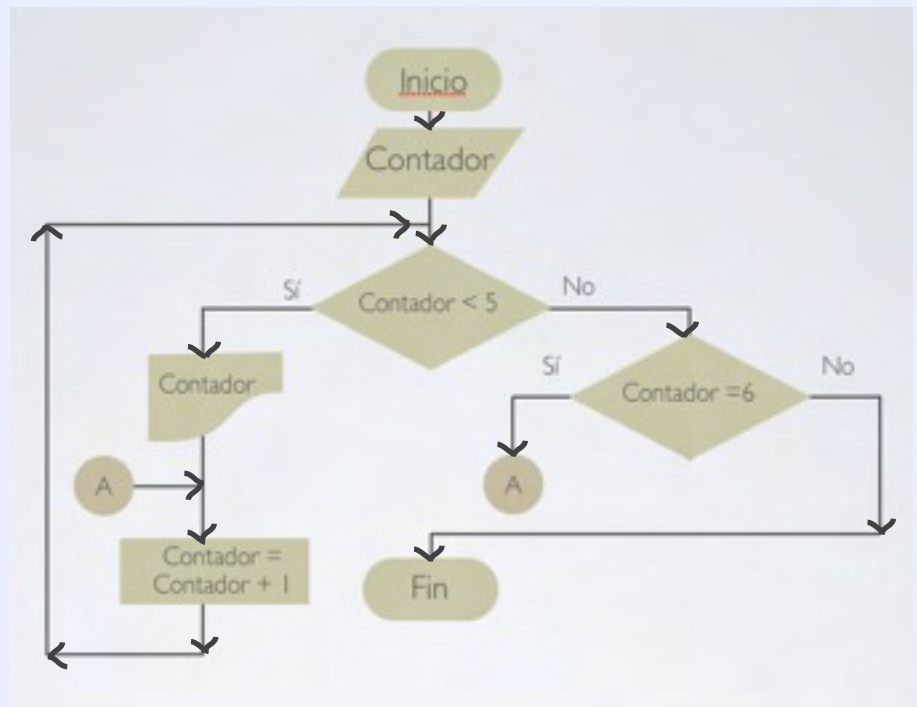 Inicio
Contador
Sí
Contador < 5
No
Contador
Sí
Contador =6
No
A
A
Contador =
Contador + 1
Fin